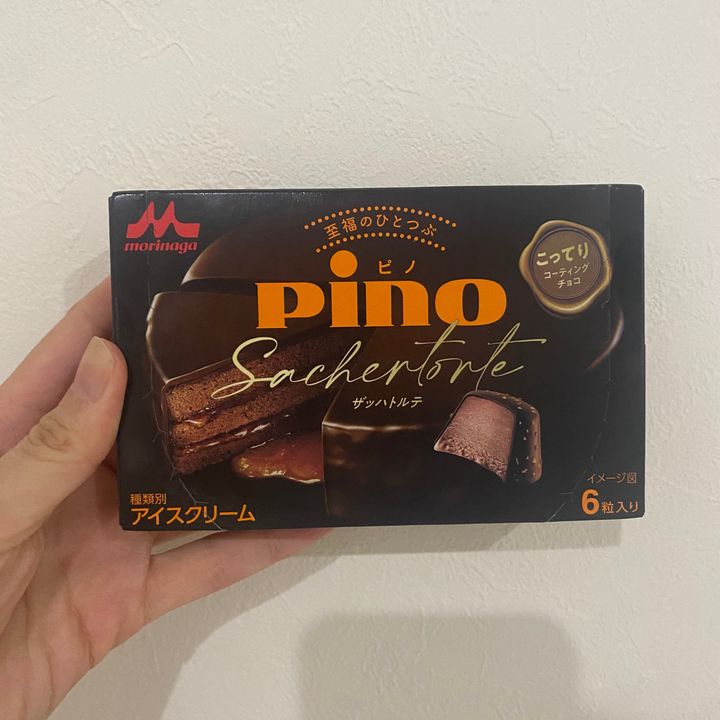 morinaga
至福のひとつぶ
ピノ
pino
Sachertorte
ザッハトルテ
こってり
コーティング
チョコ
種類別
アイスクリーム
イメージ図
6粒入り